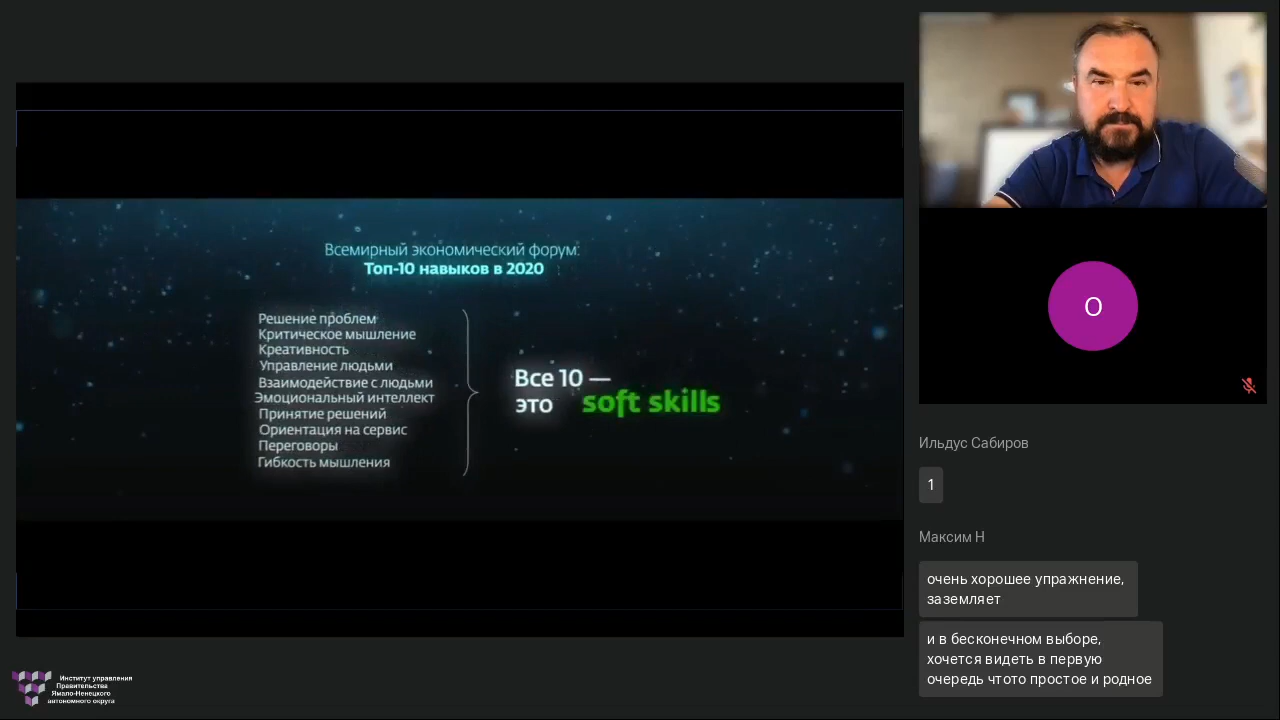 Всемирный экономический форум:
Топ-10 навыков в 2020
Решение проблем
Критическое мышление
Креативность
Управление людьми
Взаимодействие с людьми
Эмоциональный интеллект
Принятие решений
Ориентация на сервис
Переговоры
Гибкость мышления
Все 10 —
это soft skills
О
Ильдус Сабиров
1
Максим Н
очень хорошее упражнение,
заземляет
и в бесконечном выборе,
хочется видеть в первую
очередь чтото простое и родное
Институт управления
Правительства
Ямало-Ненецкого
автономного округа